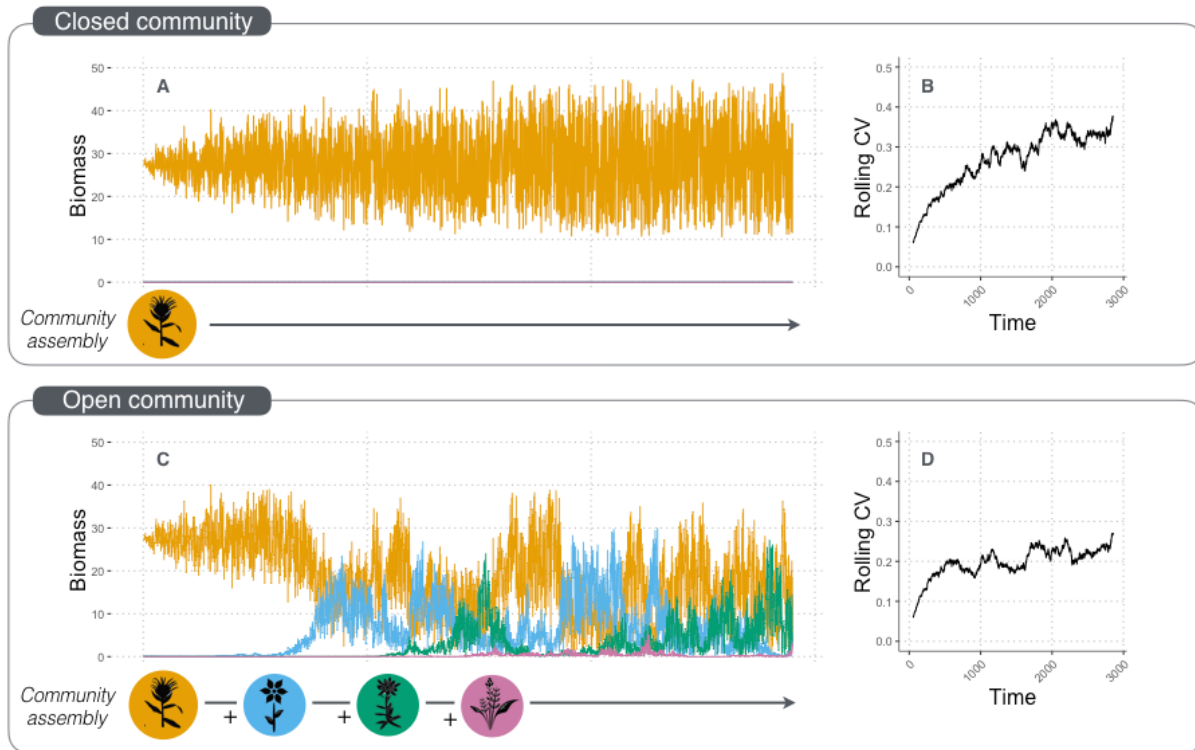 Closed community
A
Biomass
50
40
30
20
10
0
B
Rolling CV
0.5
0.4
0.3
0.2
0.1
0.0
0
1000
2000
3000
Time
Community
assembly
Open community
C
Biomass
50
40
30
20
10
0
D
Rolling CV
0.5
0.4
0.3
0.2
0.1
0.0
0
1000
2000
3000
Time
Community
assembly
+
+
+